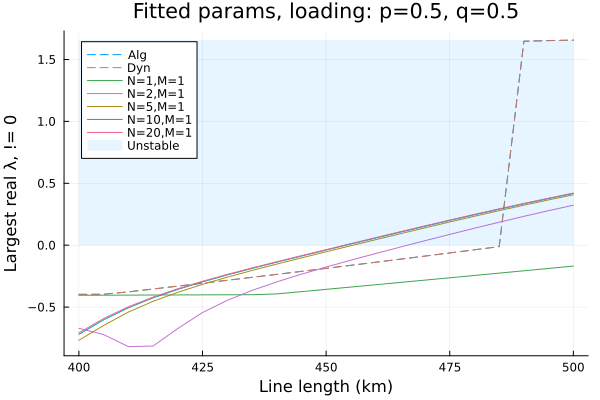 Fitted params, loading: p=0.5, q=0.5
Largest real λ, != 0
1.5
1.0
0.5
0.0
−0.5
Alg
Dyn
N=1,M=1
N=2,M=1
N=5,M=1
N=10,M=1
N=20,M=1
Unstable
400 425 450 475 500
Line length (km)